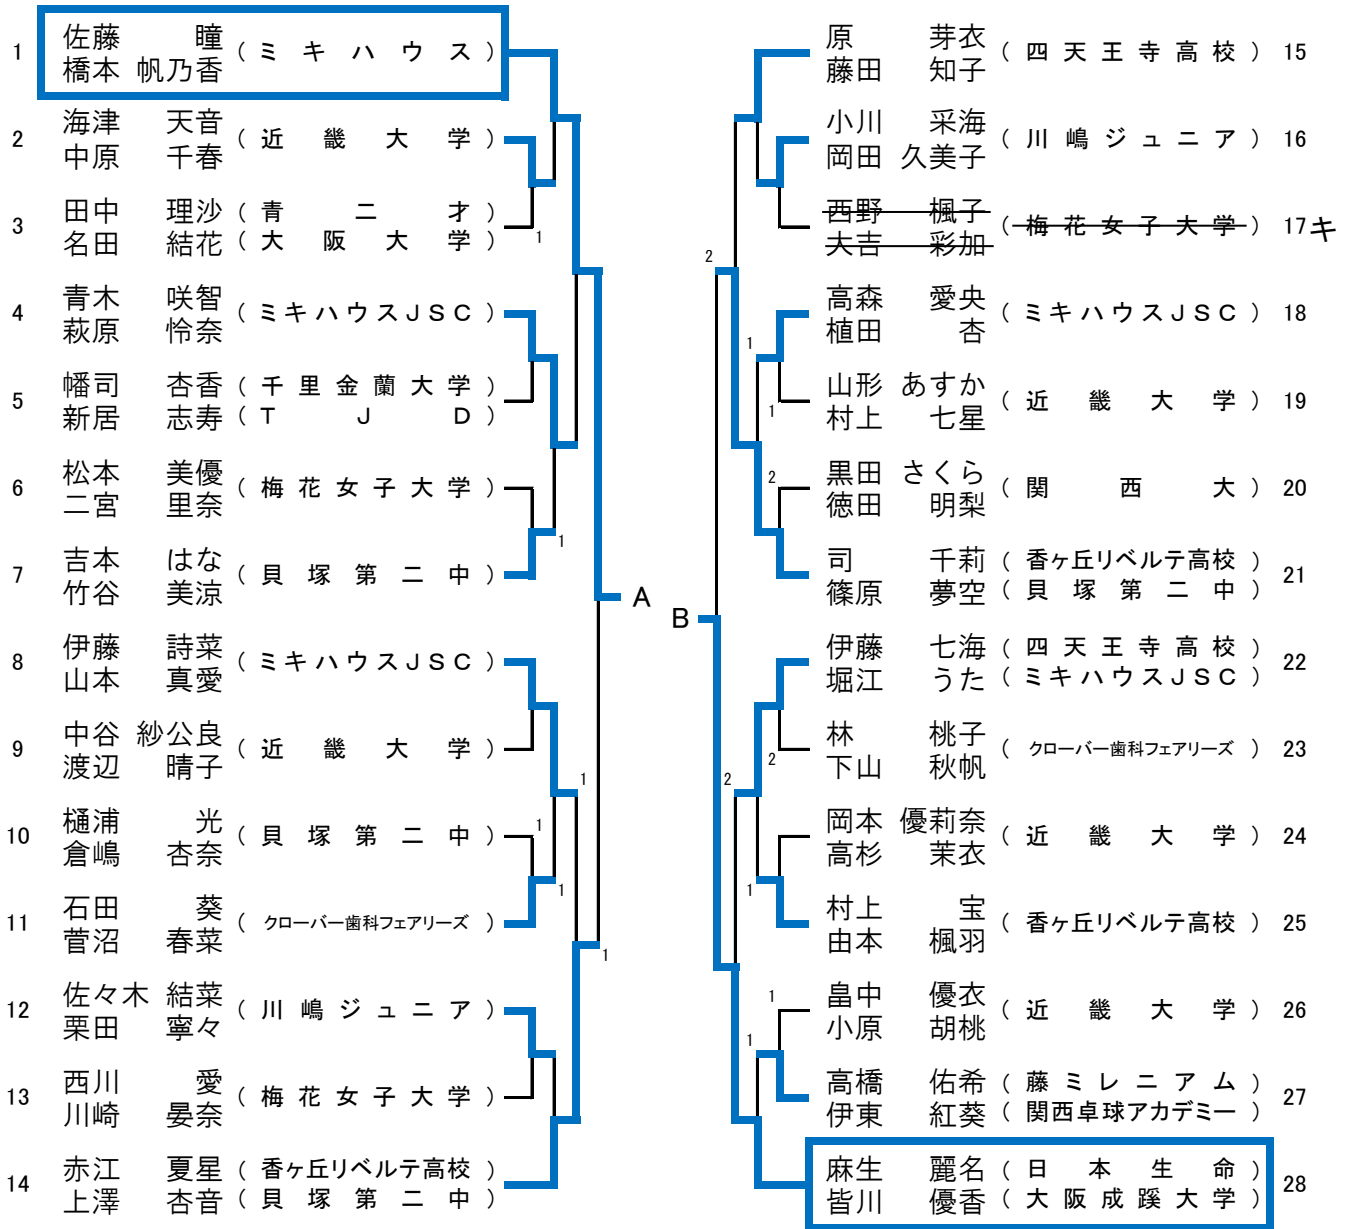 1 佐藤 瞳 橋本 帆乃香 （ミキハウス）
2 海津 天音 中原 千春 （近畿大学）
3 田中 理沙 （青二才） 名田 結花 （大阪大学）
1
4 青木 咲智 萩原 怜奈 （ミキハウスＪＳＣ）
5 幡司 杏香 （千里金蘭大学） 新居 志寿 （ＴＪＤ）
6 松本 美優 二宮 里奈 （梅花女子大学）
1
7 吉本 はな 竹谷 美涼 （貝塚第二中）
A
8 伊藤 詩菜 山本 真愛 （ミキハウスＪＳＣ）
9 中谷 紗公良 渡辺 晴子 （近畿大学）
1
10 樋浦 光 倉嶋 杏奈 （貝塚第二中）
1
1
11 石田 葵 菅沼 春菜 （クローバー歯科フェアリーズ）
1
12 佐々木 結菜 栗田 寧々 （川嶋ジュニア）
13 西川 愛 川崎 晏奈 （梅花女子大学）
14 赤江 夏星 （香ヶ丘リベルテ高校） 上澤 杏音 （貝塚第二中）
原 芽衣 藤田 知子 （四天王寺高校） 15
小川 采海 岡田 久美子 （川嶋ジュニア） 16
西野 楓子 大吉 彩加 （梅花女子大学） 17 キ
2
高森 愛央 植田 杏 （ミキハウスＪＳＣ） 18
1
山形 あすか 村上 七星 （近畿大学） 19
1
黒田 さくら 徳田 明梨 （関西大） 20
2
司 千莉 （香ヶ丘リベルテ高校） 篠原 夢空 （貝塚第二中） 21
B
伊藤 七海 （四天王寺高校） 堀江 うた （ミキハウスＪＳＣ） 22
林 桃子 下山 秋帆 （クローバー歯科フェアリーズ） 23
2
2
岡本 優莉奈 高杉 茉衣 （近畿大学） 24
1
村上 宝 由本 楓羽 （香ヶ丘リベルテ高校） 25
畠中 優衣 小原 胡桃 （近畿大学） 26
1
1
高橋 佑希 （藤ミレニアム） 伊東 紅葵 （関西卓球アカデミー） 27
麻生 麗名 （日本生命） 皆川 優香 （大阪成蹊大学） 28